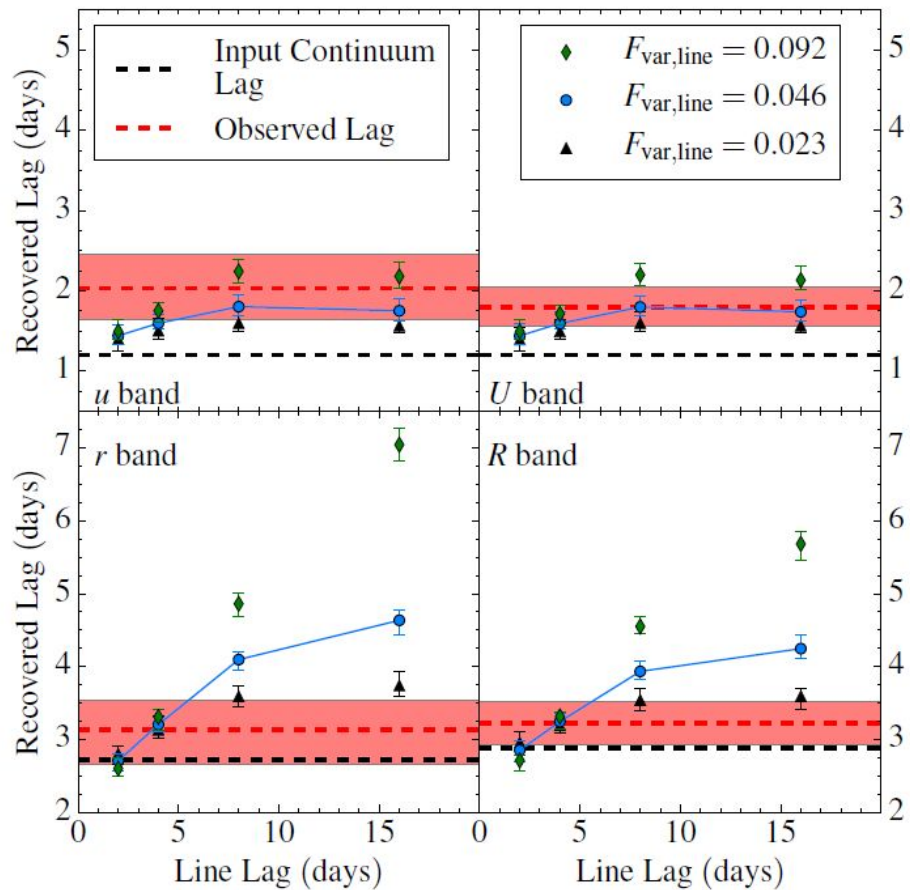 Input Continuum
Lag
Observed Lag
F_var,line = 0.092
F_var,line = 0.046
F_var,line = 0.023
Recovered Lag (days)
5
4
3
2
1
u band
U band
5
4
3
2
1
Recovered Lag (days)
7
6
5
4
3
2
r band
R band
7
6
5
4
3
2
0
5
10
15
0
5
10
15
Line Lag (days)
Line Lag (days)